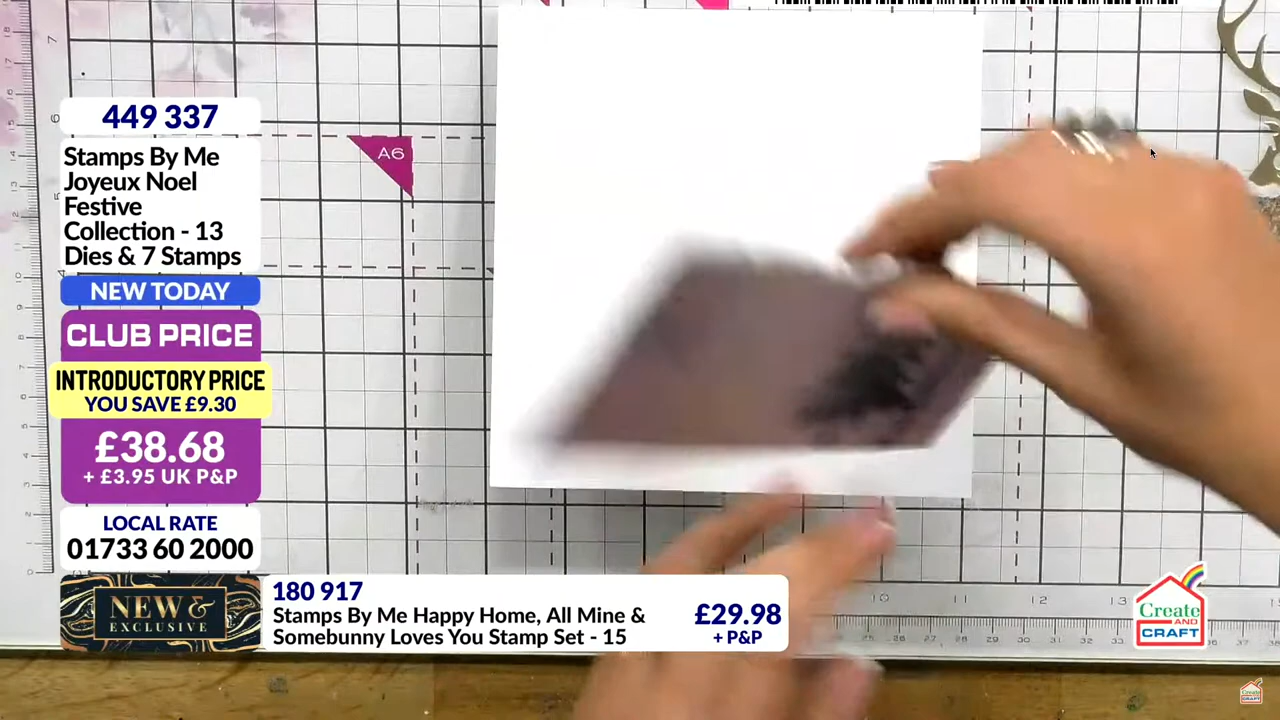 449 337
Stamps By Me
Joyeux Noel
Festive
Collection - 13
Dies & 7 Stamps
NEW TODAY
CLUB PRICE
INTRODUCTORY PRICE
YOU SAVE £9.30
£38.68
+ £3.95 UK P&P
LOCAL RATE
01733 60 2000
NEW &
EXCLUSIVE
180 917
Stamps By Me Happy Home, All Mine &
Somebunny Loves You Stamp Set - 15
£29.98
+ P&P
A6
Create
AND
CRAFT